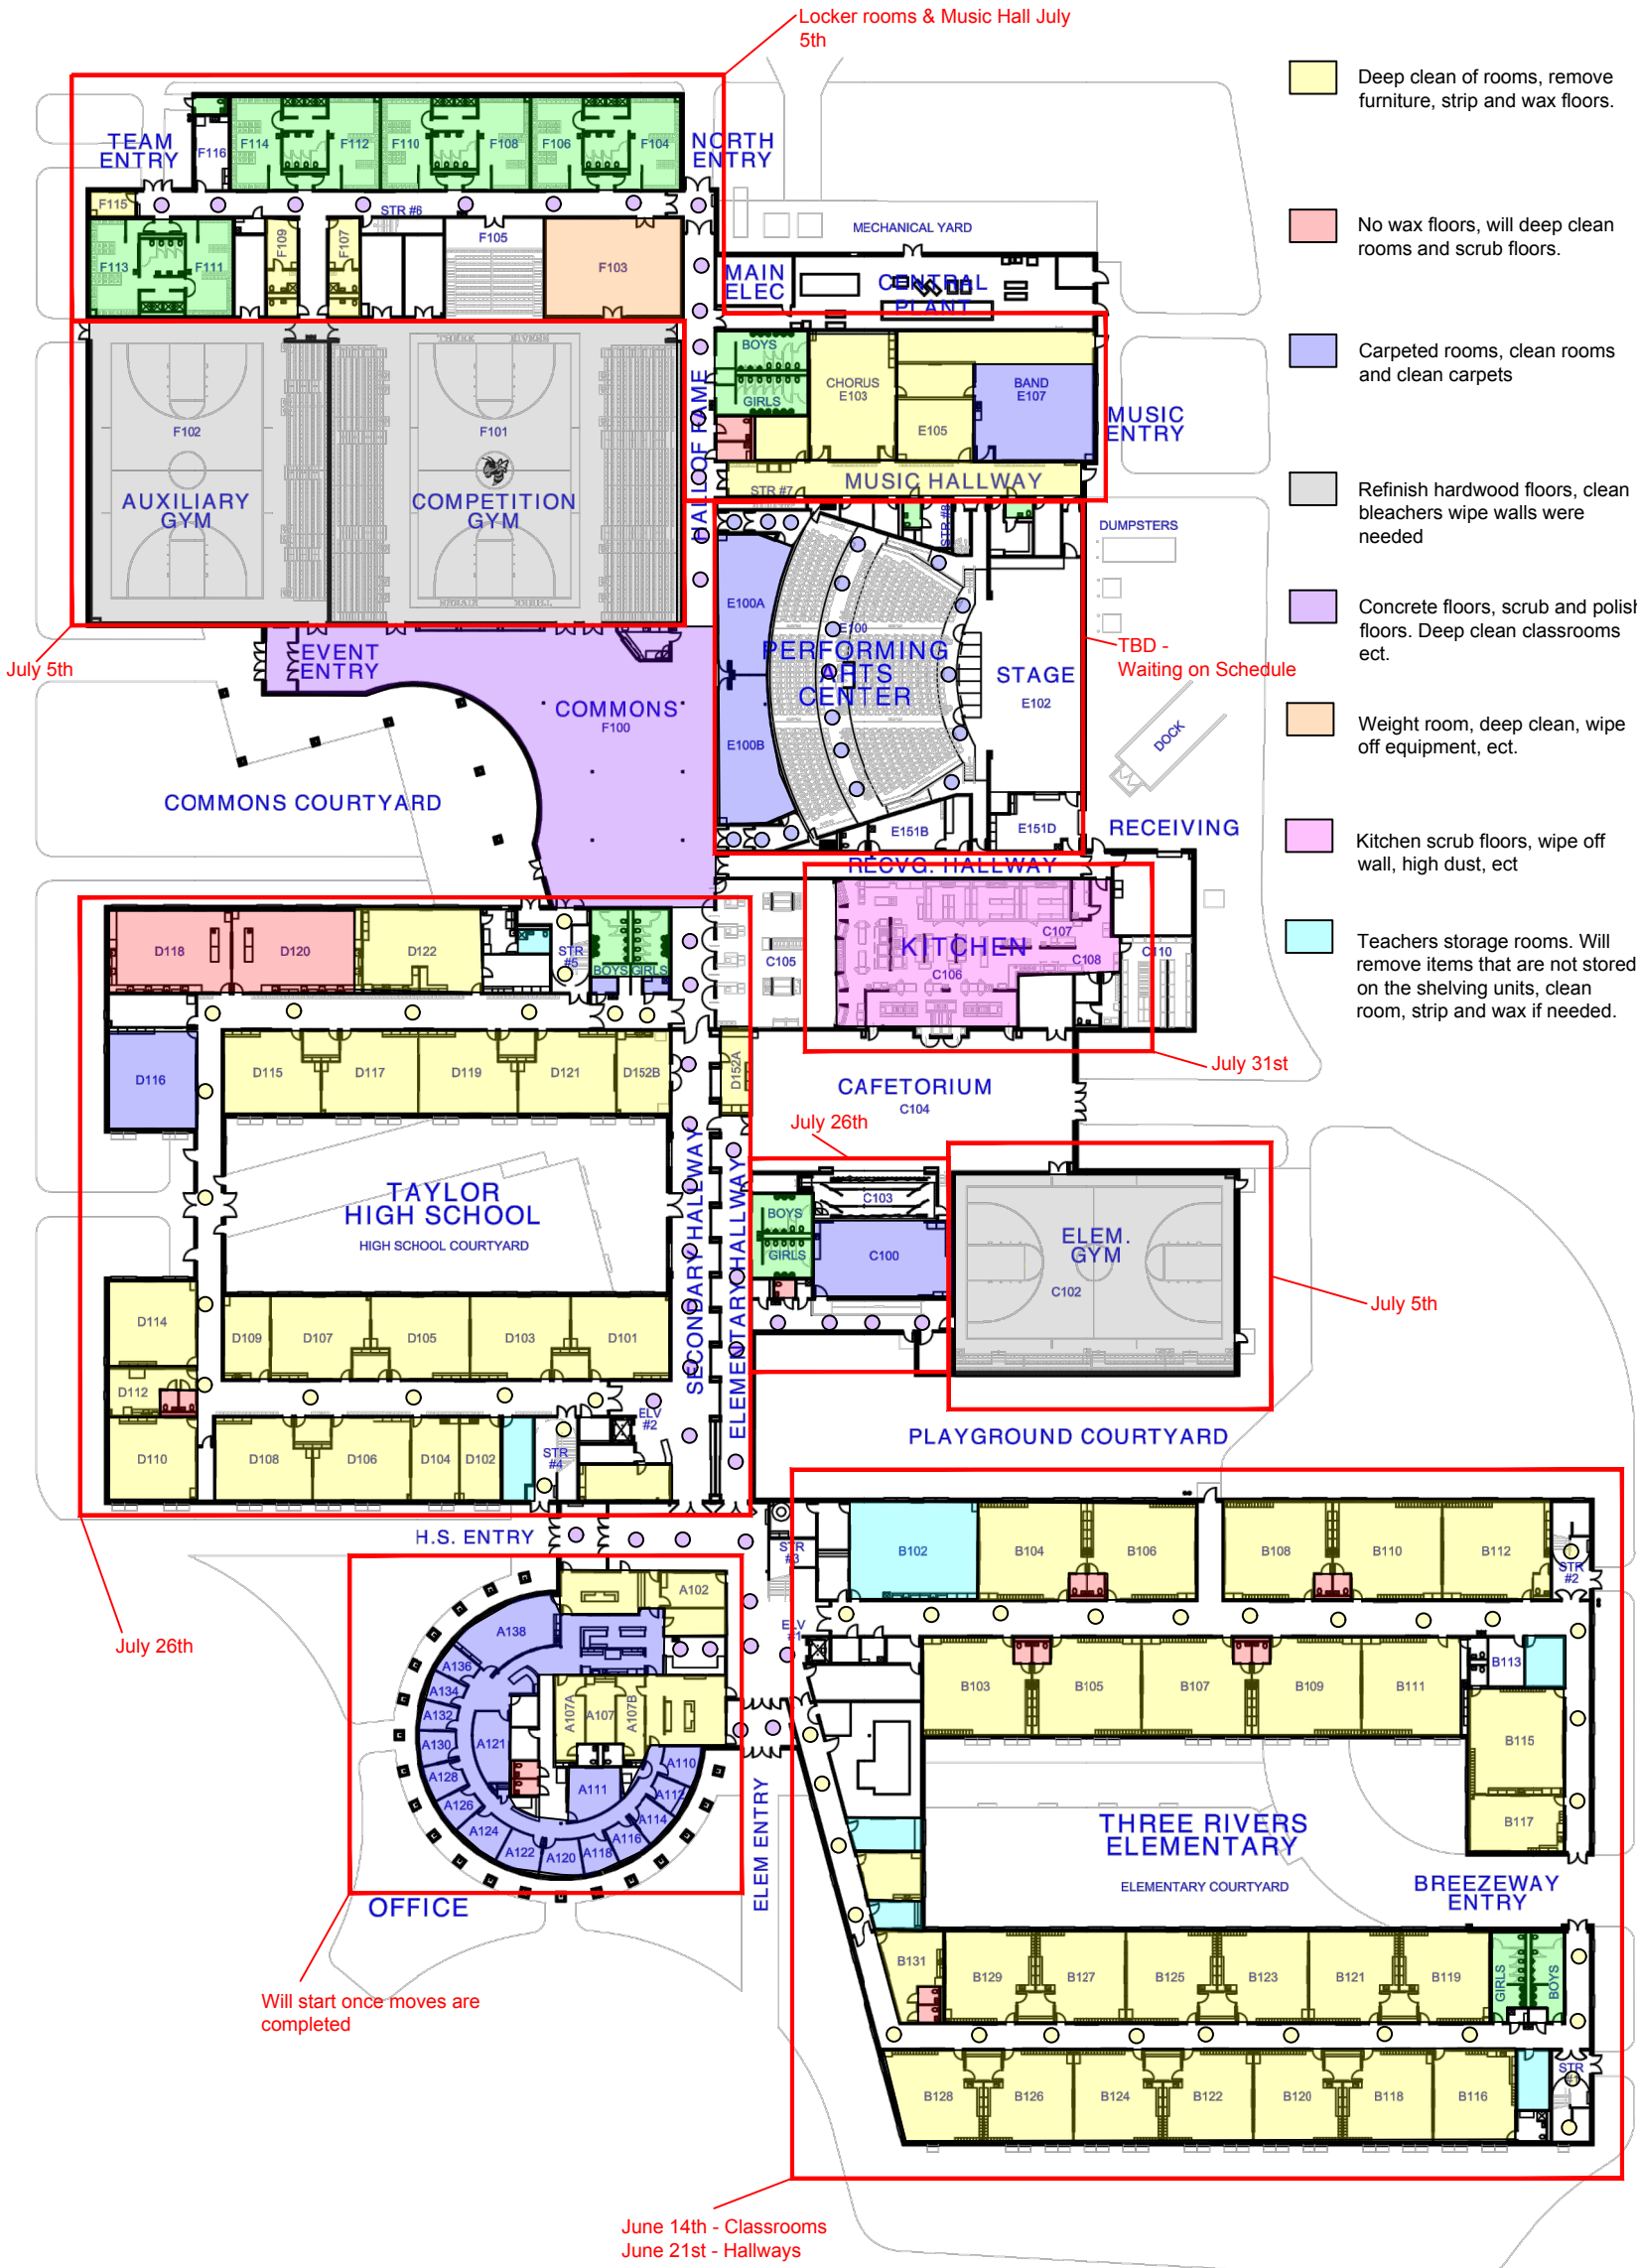 Locker rooms & Music Hall July
5th
Deep clean of rooms, remove
furniture, strip and wax floors.
No wax floors, will deep clean
rooms and scrub floors.
Carpeted rooms, clean rooms
and clean carpets
Refinish hardwood floors, clean
bleachers wipe walls were
needed
Concrete floors, scrub and polish
floors. Deep clean classrooms
ect.
Weight room, deep clean, wipe
off equipment, ect.
Kitchen scrub floors, wipe off
wall, high dust, ect
Teachers storage rooms. Will
remove items that are not stored
on the shelving units, clean
room, strip and wax if needed.
TEAM
ENTRY
F116
F114
F112
F110
F108
F106
F104
NORTH
ENTRY
F115
STR #6
F113
F111
F109
F107
F105
F103
MECHANICAL YARD
MAIN
ELEC
CENTRAL
PLANT
BOYS
GIRLS
CHORUS
E103
E105
BAND
E107
MUSIC
ENTRY
MUSIC HALLWAY
STR #7
HALL OF FAME
F102
AUXILIARY
GYM
F101
COMPETITION
GYM
July 5th
EVENT
ENTRY
COMMONS
F100
COMMONS COURTYARD
STR #8
DUMPSTERS
E100A
E100
PERFORMING
ARTS
CENTER
E100B
STAGE
E102
TBD -
Waiting on Schedule
DOCK
E151B
E151D
RECEIVING
RECVG. HALLWAY
C105
KITCHEN
C106
C107
C108
C110
July 31st
CAFETORIUM
C104
D118
D120
D122
STR
#5
BOYS
GIRLS
D116
D115
D117
D119
D121
D152B
D152A
TAYLOR
HIGH SCHOOL
HIGH SCHOOL COURTYARD
SECONDARY HALLWAY
ELEMENTARY HALLWAY
July 26th
C103
BOYS
GIRLS
C100
ELEM.
GYM
C102
July 5th
D114
D109
D107
D105
D103
D101
D112
D110
D108
D106
D104
D102
STR
#4
ELV
#2
PLAYGROUND COURTYARD
H.S. ENTRY
July 26th
STR
#3
B102
B104
B106
B108
B110
B112
STR
#2
ELV
#1
B103
B105
B107
B109
B111
B113
B115
B117
A102
A138
A136
A134
A132
A130
A128
A126
A124
A122
A120
A118
A116
A114
A112
A110
A111
A121
A107A
A107
A107B
OFFICE
ELEM ENTRY
THREE RIVERS
ELEMENTARY
ELEMENTARY COURTYARD
BREEZEWAY
ENTRY
B131
B129
B127
B125
B123
B121
B119
GIRLS
BOYS
B128
B126
B124
B122
B120
B118
B116
STR
#1
Will start once moves are
completed
June 14th - Classrooms
June 21st - Hallways